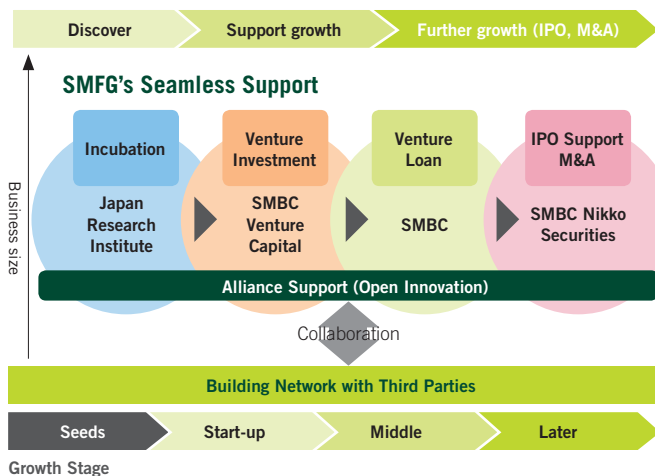 Discover
Support growth
Further growth (IPO, M&A)
SMFG's Seamless Support
Business size
Incubation
Japan
Research
Institute
Venture
Investment
SMBC
Venture
Capital
Venture
Loan
SMBC
IPO Support
M&A
SMBC Nikko
Securities
Alliance Support (Open Innovation)
Collaboration
Building Network with Third Parties
Seeds
Start-up
Middle
Later
Growth Stage